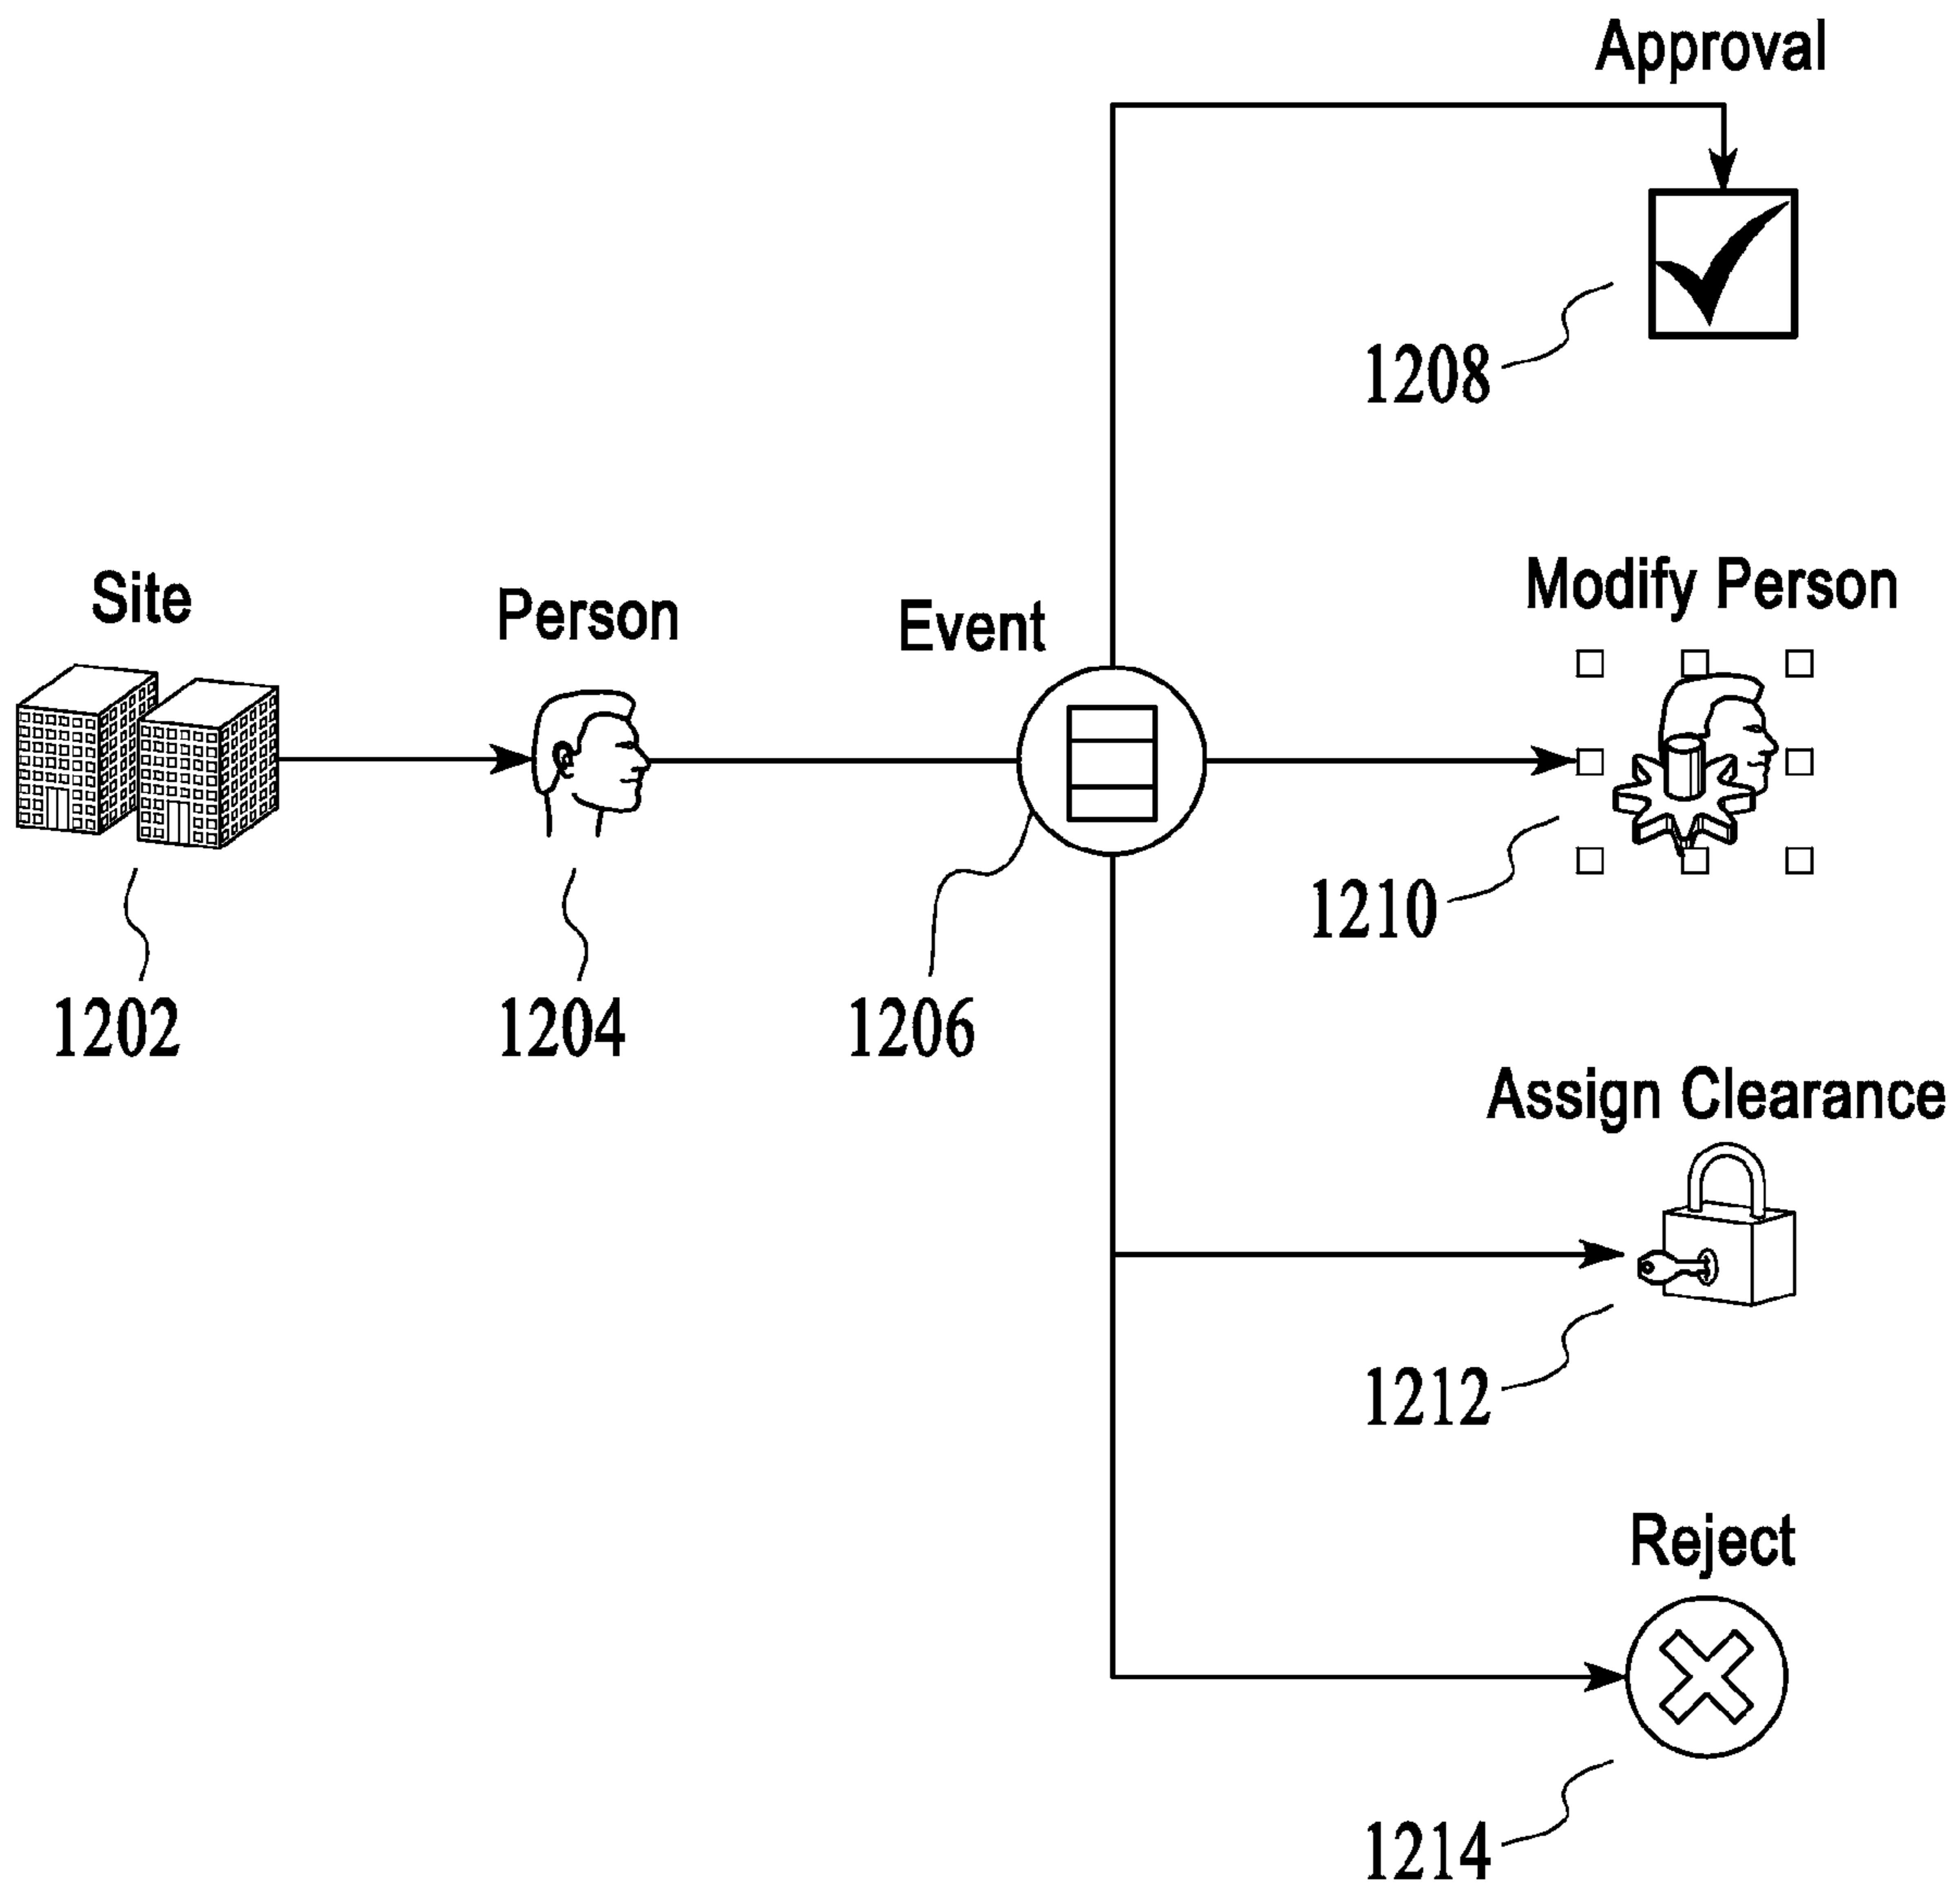 Approval
1208
Site
Person
Event
Modify Person
1210
1202
1204
1206
Assign Clearance
1212
Reject
1214